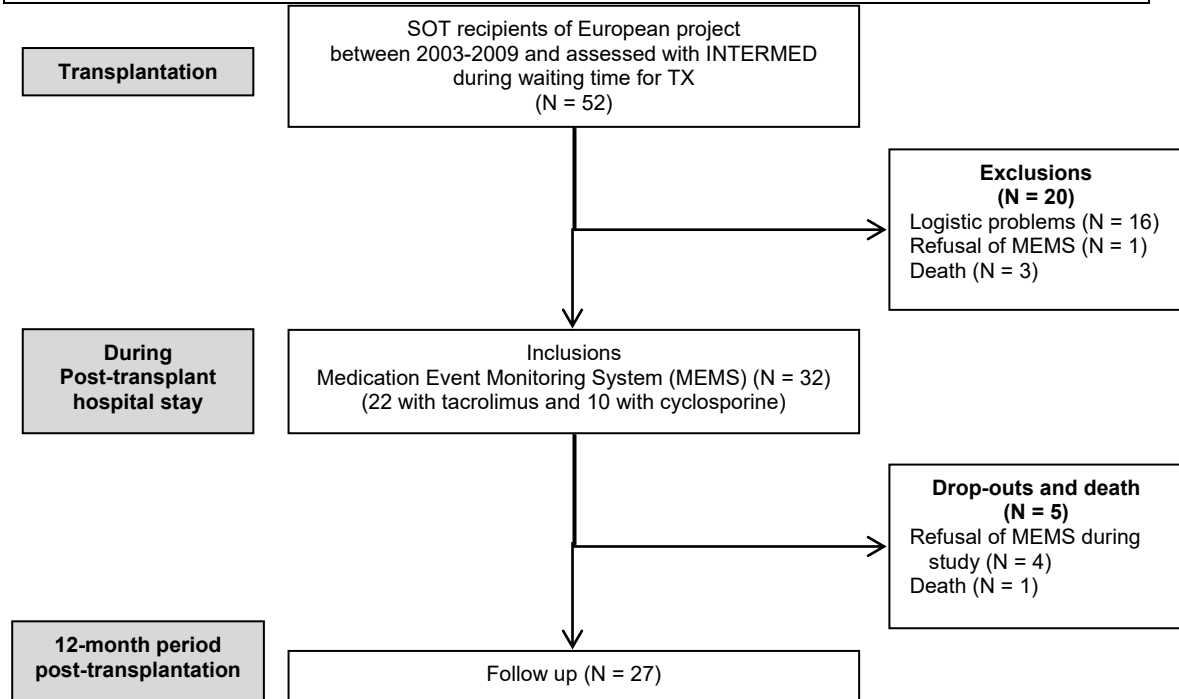 Transplantation
SOT recipients of European project
between 2003-2009 and assessed with INTERMED
during waiting time for TX
(N = 52)
Exclusions
(N = 20)
Logistic problems (N = 16)
Refusal of MEMS (N = 1)
Death (N = 3)
During
Post-transplant
hospital stay
Inclusions
Medication Event Monitoring System (MEMS) (N = 32)
(22 with tacrolimus and 10 with cyclosporine)
Drop-outs and death
(N = 5)
Refusal of MEMS during
study (N = 4)
Death (N = 1)
12-month period
post-transplantation
Follow up (N = 27)